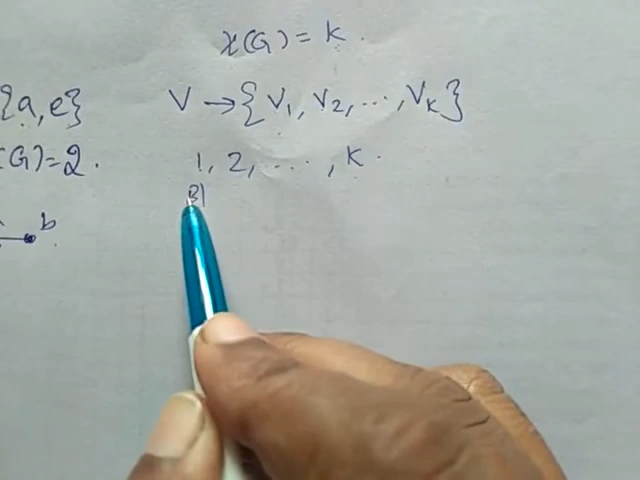 χ(G) = k.
{a, e} V → {V1, V2, ..., Vk}
(G) = 2. 1, 2, ...., k.
b